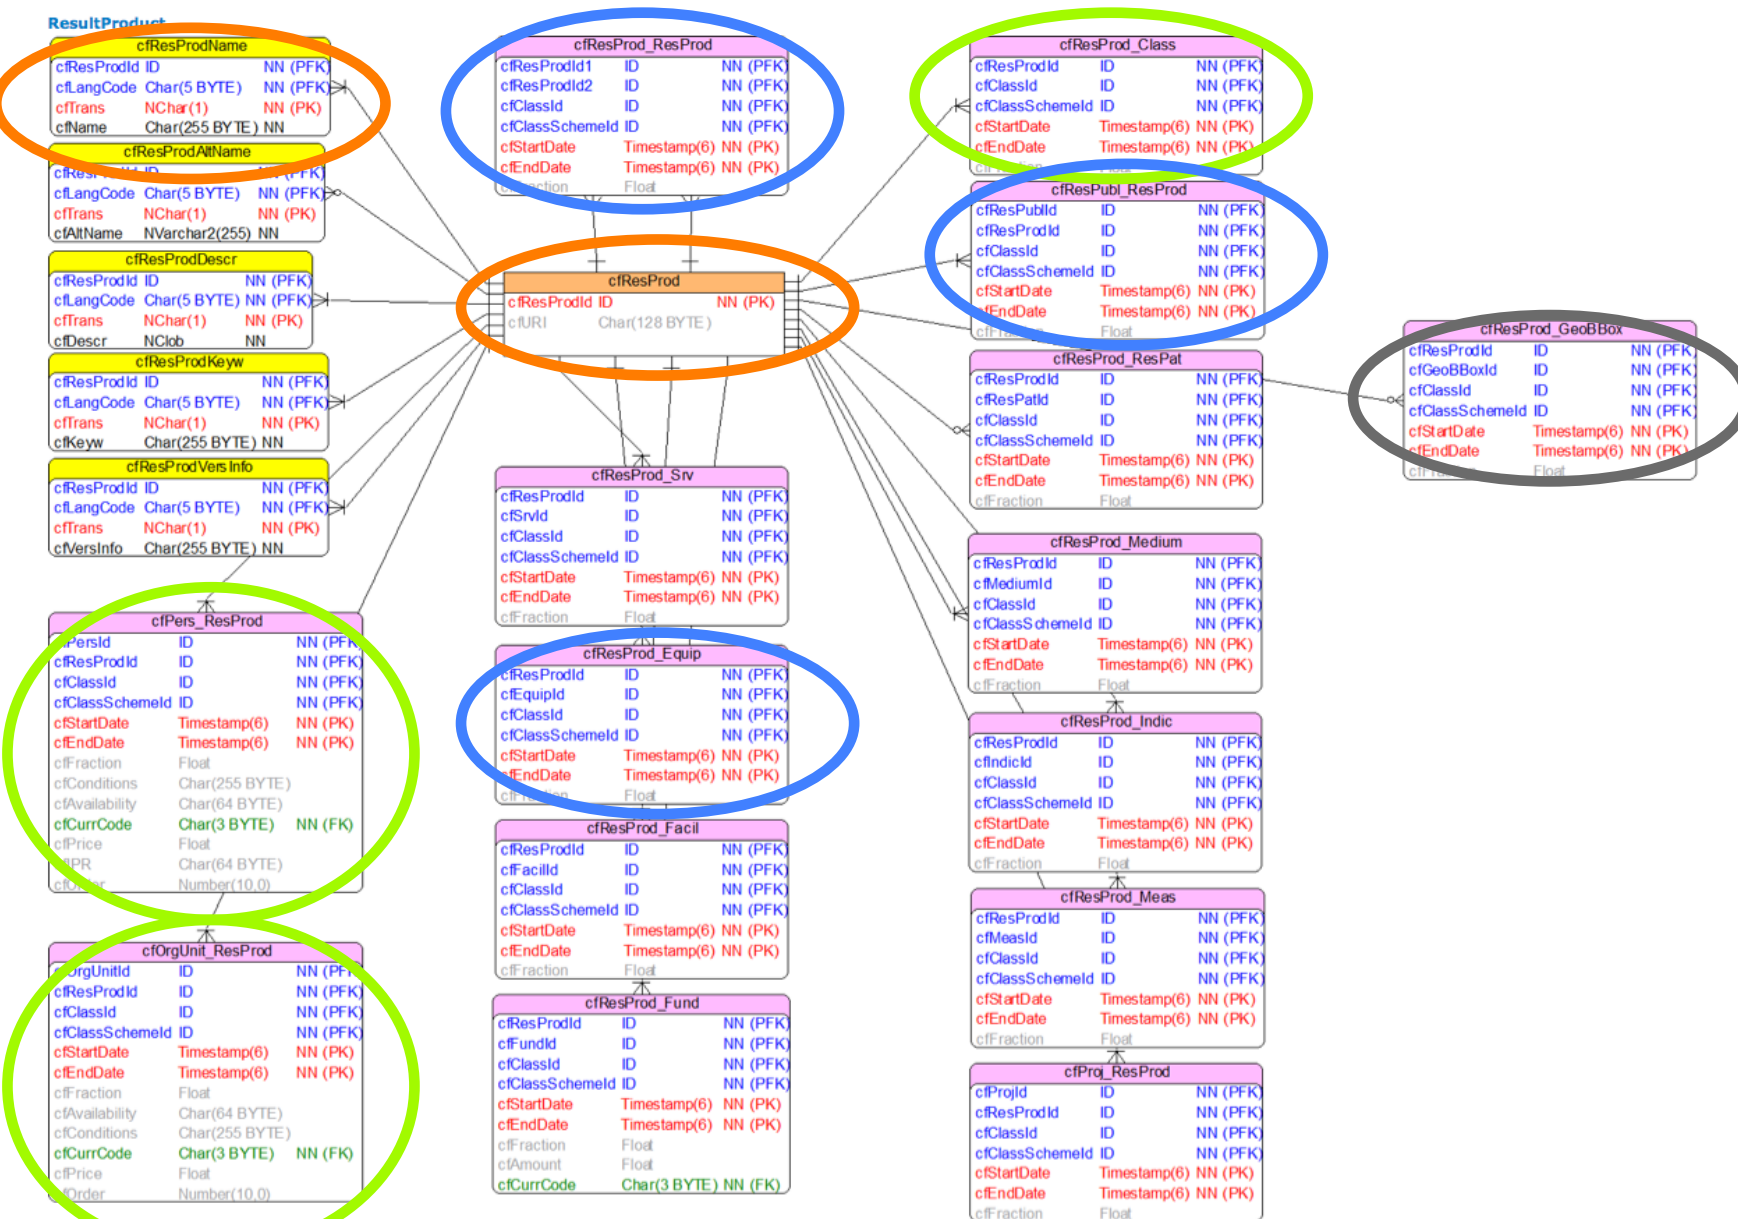 ResultProduct
cfResProdName
cfResProdId ID NN (PFK)
cfLangCode Char(5 BYTE) NN (PFK)
cfTrans NChar(1) NN (PK)
cfName Char(255 BYTE) NN
cfResProdAltName
cfResProdId ID NN (PFK)
cfLangCode Char(5 BYTE) NN (PFK)
cfTrans NChar(1) NN (PK)
cfAltName NVarchar2(255) NN
cfResProdDescr
cfResProdId ID NN (PFK)
cfLangCode Char(5 BYTE) NN (PFK)
cfTrans NChar(1) NN (PK)
cfDescr NClob NN
cfResProdKeyw
cfResProdId ID NN (PFK)
cfLangCode Char(5 BYTE) NN (PFK)
cfTrans NChar(1) NN (PK)
cfKeyw Char(255 BYTE) NN
cfResProdVersInfo
cfResProdId ID NN (PFK)
cfLangCode Char(5 BYTE) NN (PFK)
cfTrans NChar(1) NN (PK)
cfVersInfo Char(255 BYTE) NN
cfPers_ResProd
cfPersId ID NN (PFK)
cfResProdId ID NN (PFK)
cfClassId ID NN (PFK)
cfClassSchemeId ID NN (PFK)
cfStartDate Timestamp(6) NN (PK)
cfEndDate Timestamp(6) NN (PK)
cfFraction Float
cfConditions Char(255 BYTE)
cfAvailability Char(64 BYTE)
cfCurrCode Char(3 BYTE) NN (FK)
cfPrice Float
cfIPR Char(64 BYTE)
cfOrder Number(10,0)
cfOrgUnit_ResProd
cfOrgUnitId ID NN (PFK)
cfResProdId ID NN (PFK)
cfClassId ID NN (PFK)
cfClassSchemeId ID NN (PFK)
cfStartDate Timestamp(6) NN (PK)
cfEndDate Timestamp(6) NN (PK)
cfFraction Float
cfAvailability Char(64 BYTE)
cfConditions Char(255 BYTE)
cfCurrCode Char(3 BYTE) NN (FK)
cfPrice Float
cfOrder Number(10,0)
cfResProd_ResProd
cfResProdId1 ID NN (PFK)
cfResProdId2 ID NN (PFK)
cfClassId ID NN (PFK)
cfClassSchemeId ID NN (PFK)
cfStartDate Timestamp(6) NN (PK)
cfEndDate Timestamp(6) NN (PK)
cfFraction Float
cfResProd
cfResProdId ID NN (PK)
cfURI Char(128 BYTE)
cfResProd_Srv
cfResProdId ID NN (PFK)
cfSrvId ID NN (PFK)
cfClassId ID NN (PFK)
cfClassSchemeId ID NN (PFK)
cfStartDate Timestamp(6) NN (PK)
cfEndDate Timestamp(6) NN (PK)
cfFraction Float
cfResProd_Equip
cfResProdId ID NN (PFK)
cfEquipId ID NN (PFK)
cfClassId ID NN (PFK)
cfClassSchemeId ID NN (PFK)
cfStartDate Timestamp(6) NN (PK)
cfEndDate Timestamp(6) NN (PK)
cfFraction Float
cfResProd_Facil
cfResProdId ID NN (PFK)
cfFacilId ID NN (PFK)
cfClassId ID NN (PFK)
cfClassSchemeId ID NN (PFK)
cfStartDate Timestamp(6) NN (PK)
cfEndDate Timestamp(6) NN (PK)
cfFraction Float
cfResProd_Fund
cfResProdId ID NN (PFK)
cfFundId ID NN (PFK)
cfClassId ID NN (PFK)
cfClassSchemeId ID NN (PFK)
cfStartDate Timestamp(6) NN (PK)
cfEndDate Timestamp(6) NN (PK)
cfFraction Float
cfAmount Float
cfCurrCode Char(3 BYTE) NN (FK)
cfResProd_Class
cfResProdId ID NN (PFK)
cfClassId ID NN (PFK)
cfClassSchemeId ID NN (PFK)
cfStartDate Timestamp(6) NN (PK)
cfEndDate Timestamp(6) NN (PK)
cfFraction Float
cfResPubl_ResProd
cfResPublId ID NN (PFK)
cfResProdId ID NN (PFK)
cfClassId ID NN (PFK)
cfClassSchemeId ID NN (PFK)
cfStartDate Timestamp(6) NN (PK)
cfEndDate Timestamp(6) NN (PK)
cfFraction Float
cfResProd_ResPat
cfResProdId ID NN (PFK)
cfResPatId ID NN (PFK)
cfClassId ID NN (PFK)
cfClassSchemeId ID NN (PFK)
cfStartDate Timestamp(6) NN (PK)
cfEndDate Timestamp(6) NN (PK)
cfFraction Float
cfResProd_Medium
cfResProdId ID NN (PFK)
cfMediumId ID NN (PFK)
cfClassId ID NN (PFK)
cfClassSchemeId ID NN (PFK)
cfStartDate Timestamp(6) NN (PK)
cfEndDate Timestamp(6) NN (PK)
cfFraction Float
cfResProd_Indic
cfResProdId ID NN (PFK)
cfIndicId ID NN (PFK)
cfClassId ID NN (PFK)
cfClassSchemeId ID NN (PFK)
cfStartDate Timestamp(6) NN (PK)
cfEndDate Timestamp(6) NN (PK)
cfFraction Float
cfResProd_Meas
cfResProdId ID NN (PFK)
cfMeasId ID NN (PFK)
cfClassId ID NN (PFK)
cfClassSchemeId ID NN (PFK)
cfStartDate Timestamp(6) NN (PK)
cfEndDate Timestamp(6) NN (PK)
cfFraction Float
cfProj_ResProd
cfProjId ID NN (PFK)
cfResProdId ID NN (PFK)
cfClassId ID NN (PFK)
cfClassSchemeId ID NN (PFK)
cfStartDate Timestamp(6) NN (PK)
cfEndDate Timestamp(6) NN (PK)
cfFraction Float
cfResProd_GeoBBox
cfResProdId ID NN (PFK)
cfGeoBBoxId ID NN (PFK)
cfClassId ID NN (PFK)
cfClassSchemeId ID NN (PFK)
cfStartDate Timestamp(6) NN (PK)
cfEndDate Timestamp(6) NN (PK)
cfFraction Float